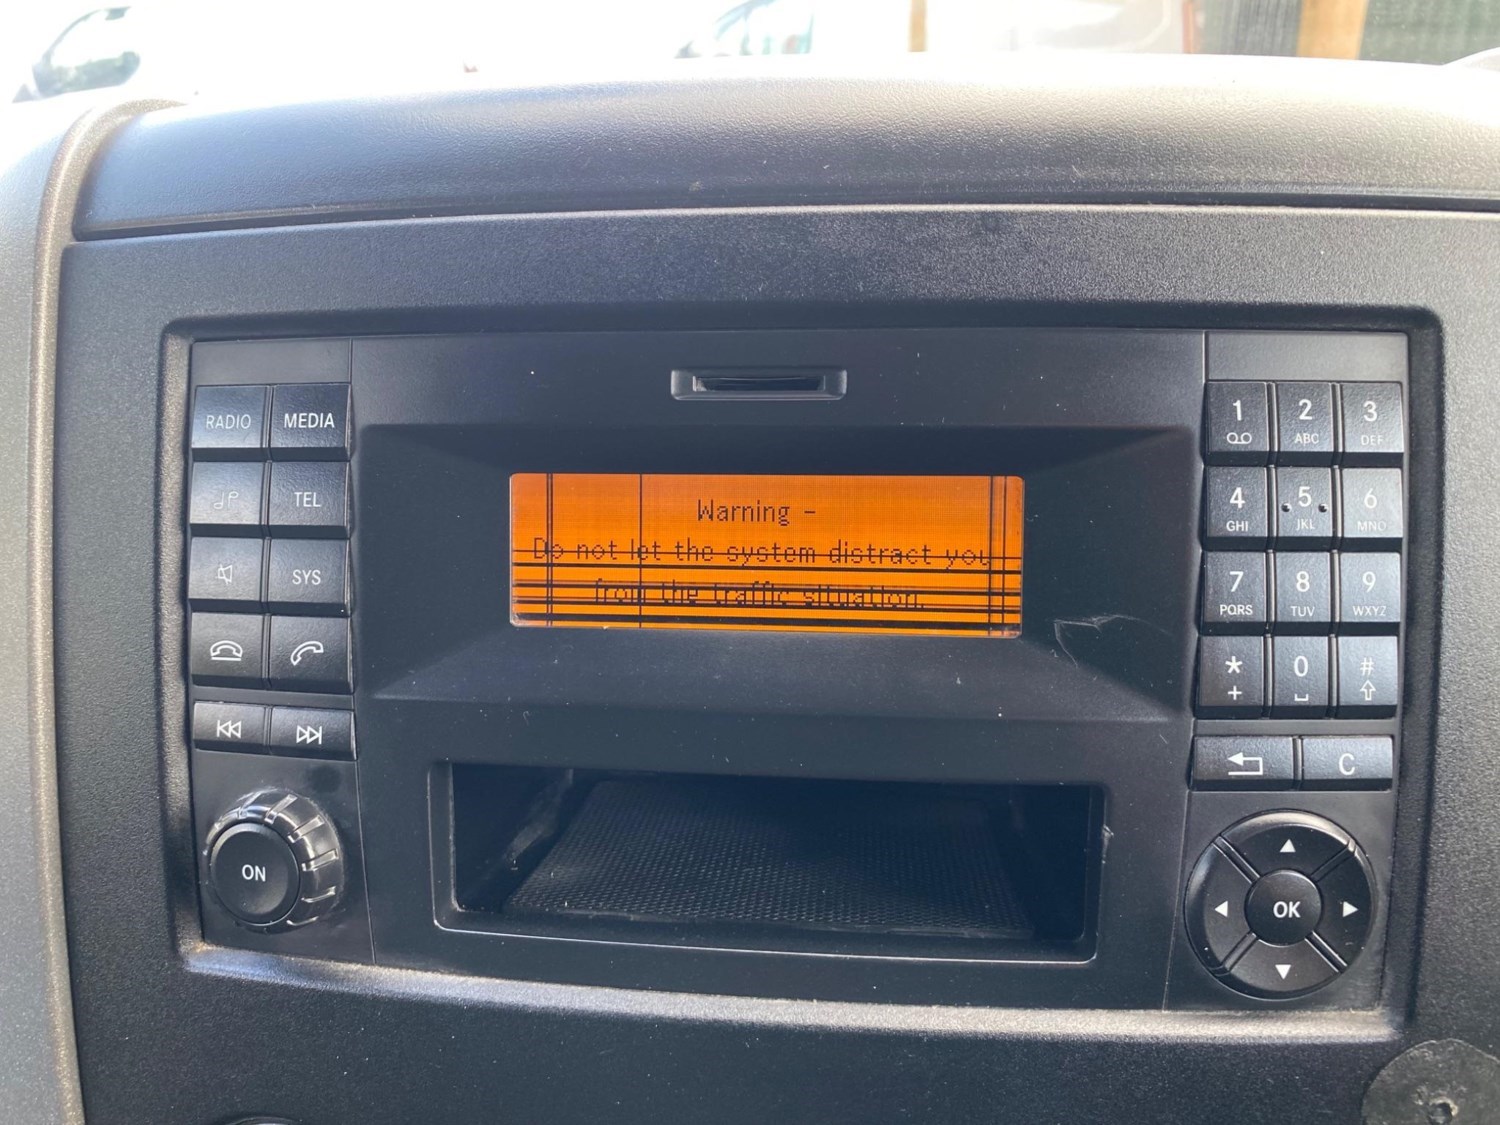 RADIO MEDIA
TEL
SYS
ON
Warning -
Do not let the system distract you
from the traffic situation.
1 2 3
ABC DEF
4 5 6
GHI JKL MNO
7 8 9
PQRS TUV WXYZ
* 0 #
+
C
OK